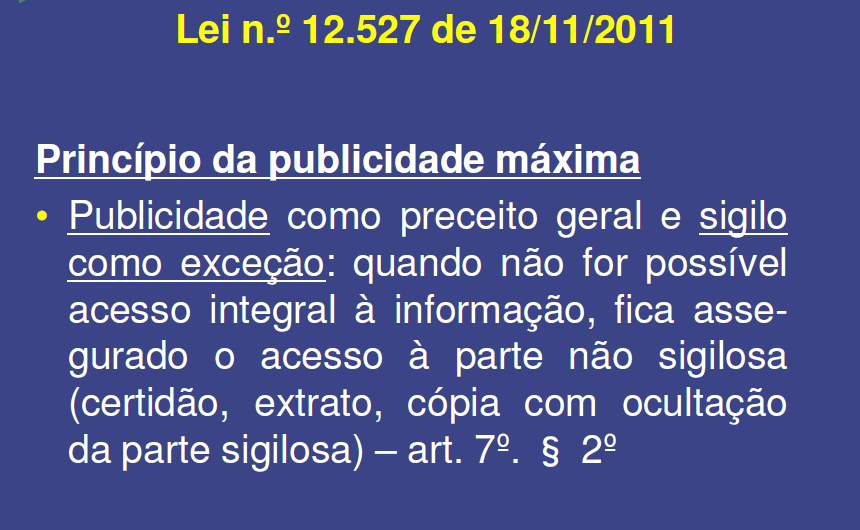 Lei n.º 12.527 de 18/11/2011
Princípio da publicidade máxima
• Publicidade como preceito geral e sigilo
como exceção: quando não for possível
acesso integral à informação, fica asse-
gurado o acesso à parte não sigilosa
(certidão, extrato, cópia com ocultação
da parte sigilosa) – art. 7º. § 2º